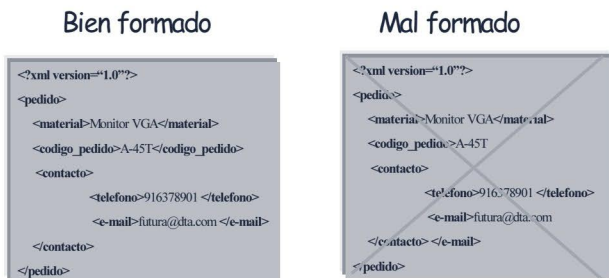 Bien formado
<?xml version=“1.0”?>
<pedido>
<material>Monitor VGA</material>
<codigo_pedido>A-45T</codigo_pedido>
<contacto>
<telefono>916378901 </telefono>
<e-mail>futura@dta.com </e-mail>
</contacto>
</pedido>
Mal formado
<?xml version=“1.0”?>
<pedido>
<material>Monitor VGA</material>
<codigo_pedido>A-45T
<contacto>
<telefono>916378901 </telefono>
<e-mail>futura@dta.com
</contacto> </e-mail>
</pedido>